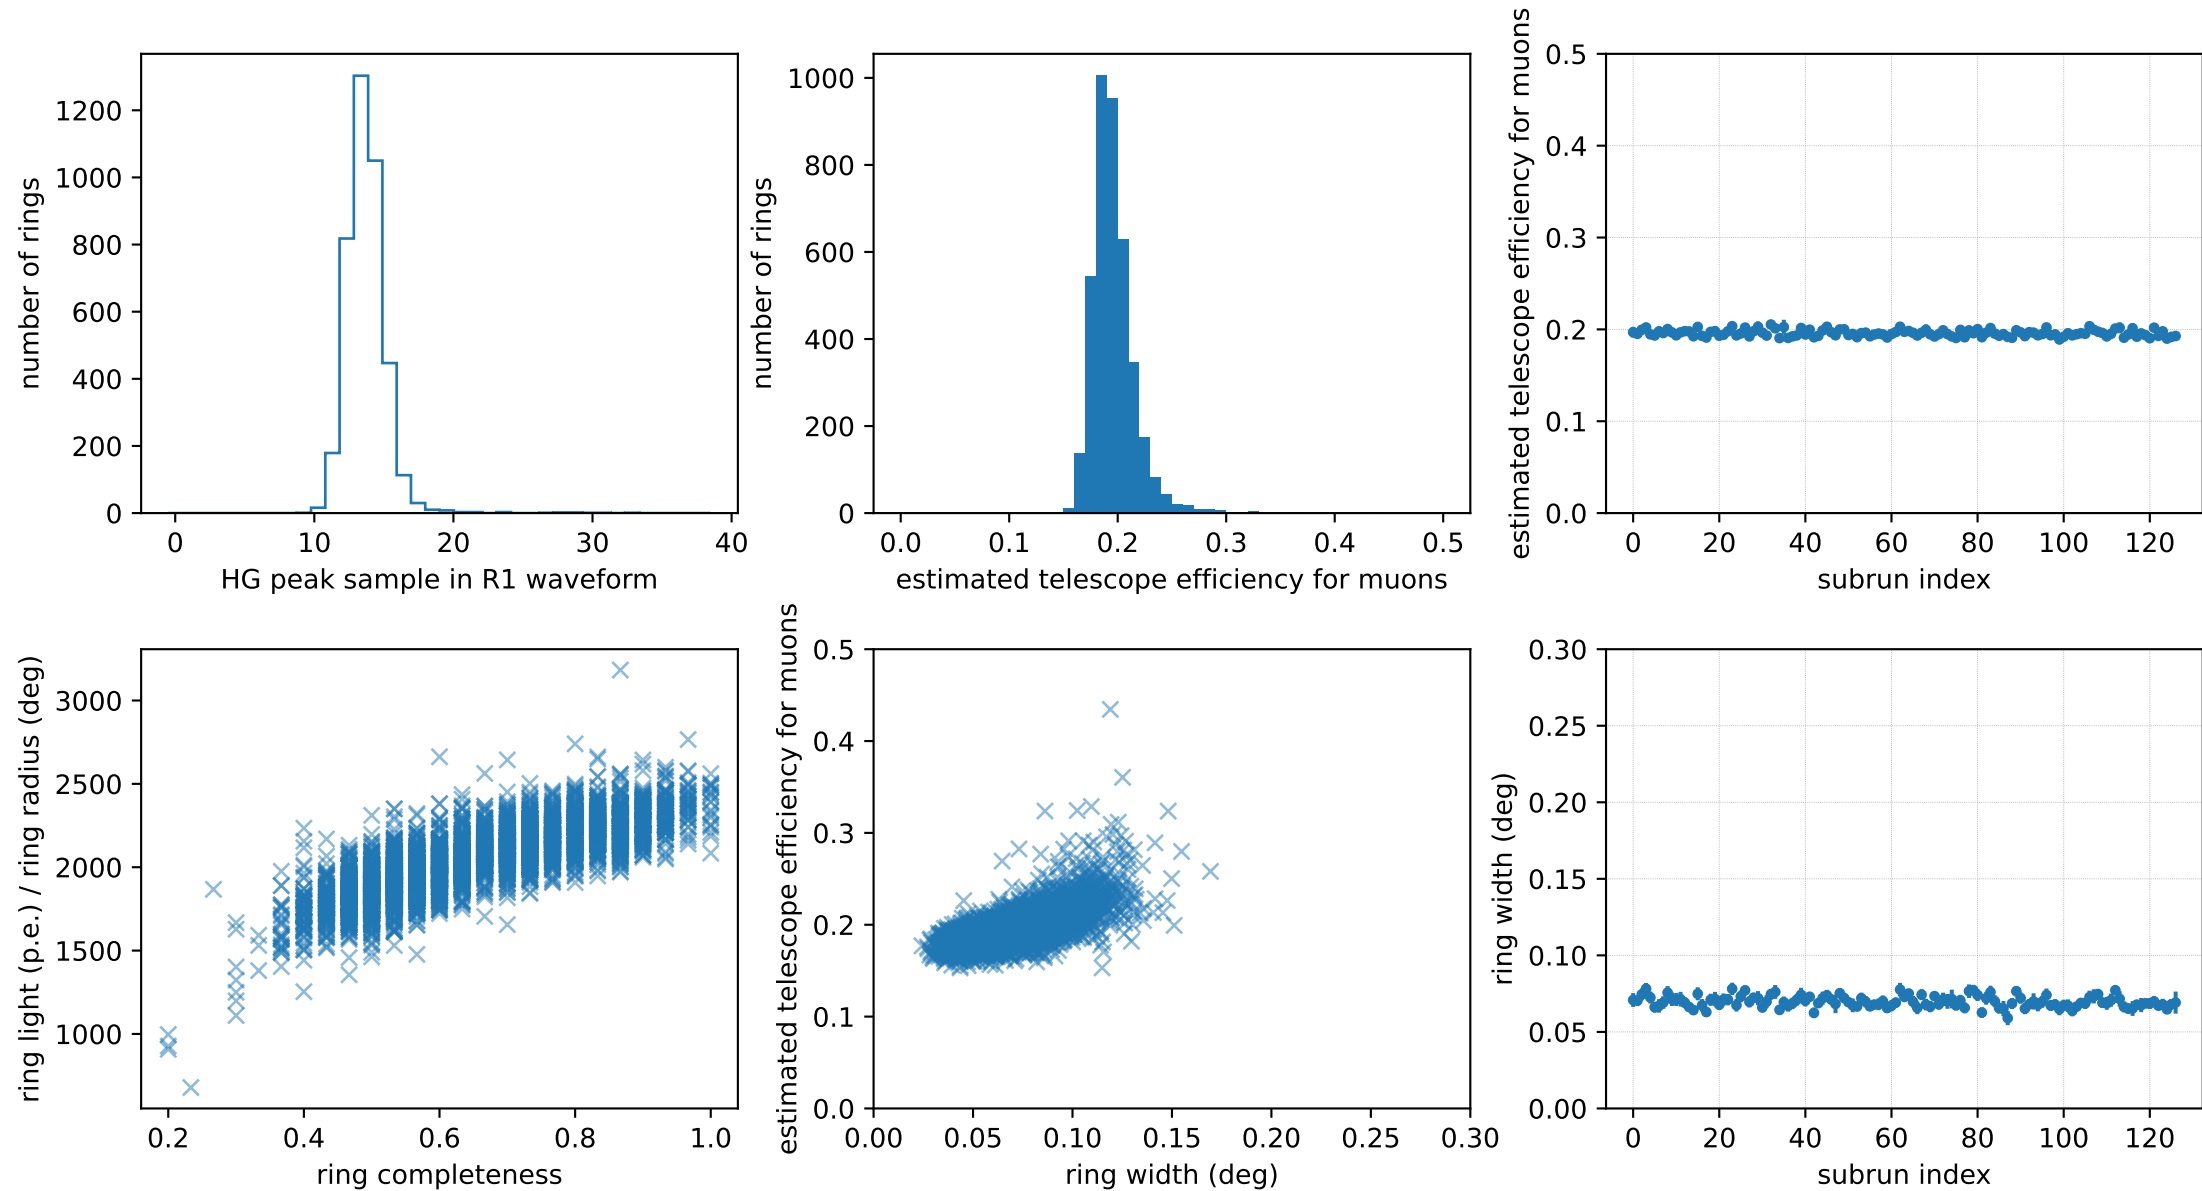 number of rings
1200
1000
800
600
400
200
0
0 10 20 30 40
HG peak sample in R1 waveform
number of rings
1000
800
600
400
200
0
0.0 0.1 0.2 0.3 0.4 0.5
estimated telescope efficiency for muons
estimated telescope efficiency for muons
0.5
0.4
0.3
0.2
0.1
0.0
0 20 40 60 80 100 120
subrun index
ring light (p.e.) / ring radius (deg)
3000
2500
2000
1500
1000
0.2 0.4 0.6 0.8 1.0
ring completeness
estimated telescope efficiency for muons
0.5
0.4
0.3
0.2
0.1
0.0
0.00 0.05 0.10 0.15 0.20 0.25 0.30
ring width (deg)
ring width (deg)
0.30
0.25
0.20
0.15
0.10
0.05
0.00
0 20 40 60 80 100 120
subrun index